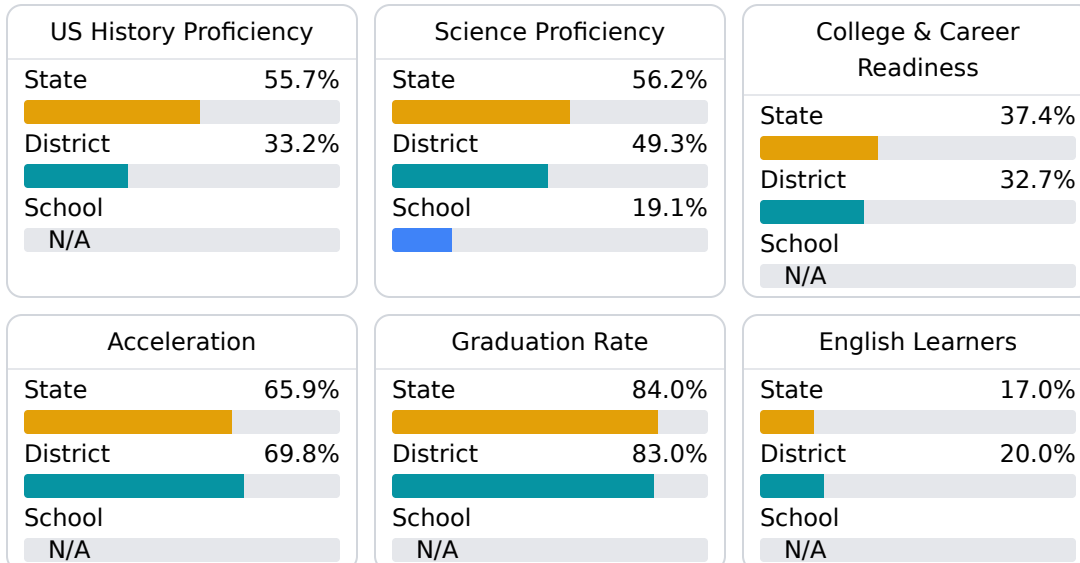 US History Proficiency
State 55.7%
District 33.2%
School
N/A
Science Proficiency
State 56.2%
District 49.3%
School 19.1%
College & Career
Readiness
State 37.4%
District 32.7%
School
N/A
Acceleration
State 65.9%
District 69.8%
School
N/A
Graduation Rate
State 84.0%
District 83.0%
School
N/A
English Learners
State 17.0%
District 20.0%
School
N/A